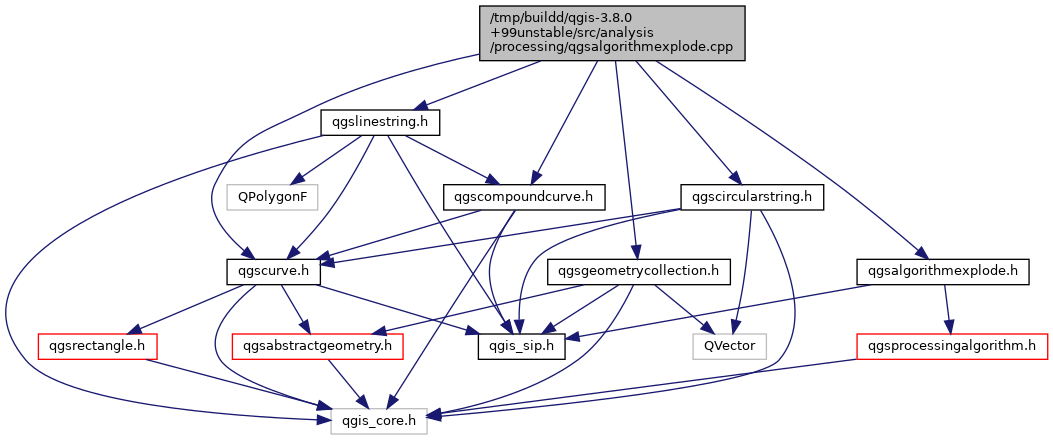 /tmp/buildd/qgis-3.8.0
+99unstable/src/analysis
/processing/qgsalgorithmexplode.cpp
qgslinestring.h
QPolygonF
qgscompoundcurve.h
qgscircularstring.h
qgscurve.h
qgsgeometrycollection.h
qgsalgorithmexplode.h
qgsrectangle.h
qgsabstractgeometry.h
qgis_sip.h
QVector
qgsprocessingalgorithm.h
qgis_core.h